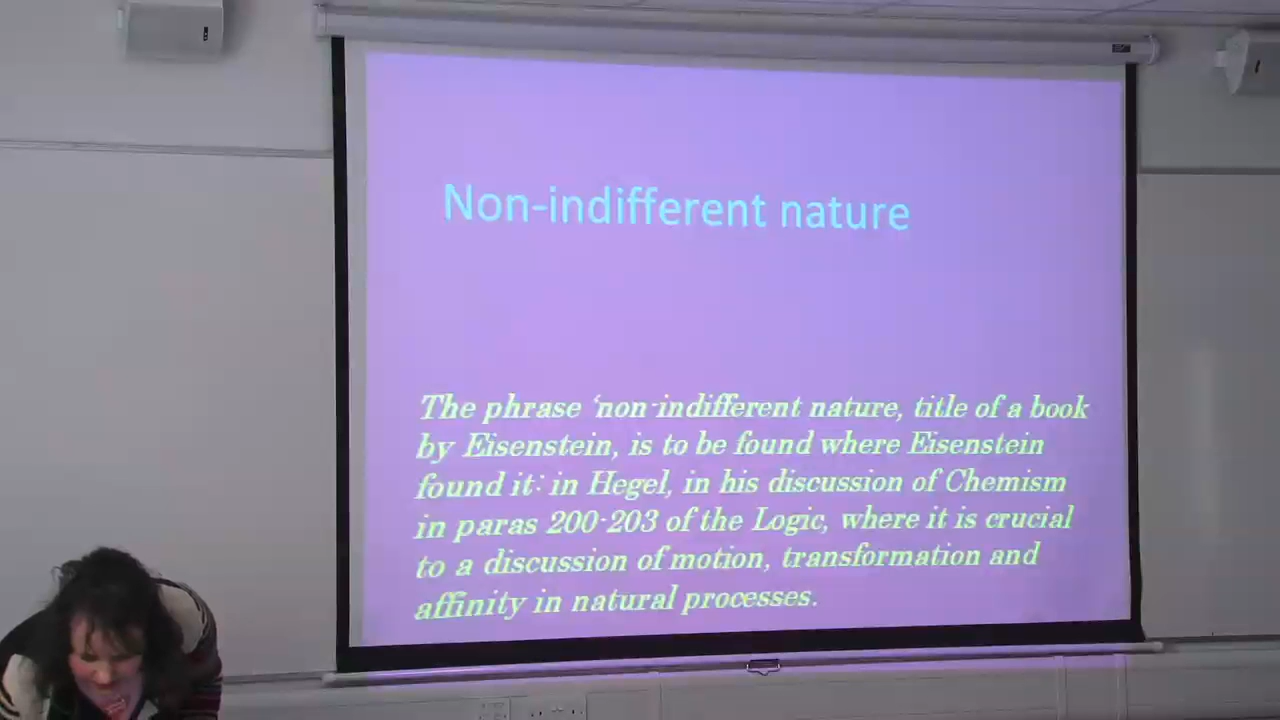 Non-indifferent nature
The phrase ‘non-indifferent nature, title of a book
by Eisenstein, is to be found where Eisenstein
found it: in Hegel, in his discussion of Chemism
in paras 200-203 of the Logic, where it is crucial
to a discussion of motion, transformation and
affinity in natural processes.